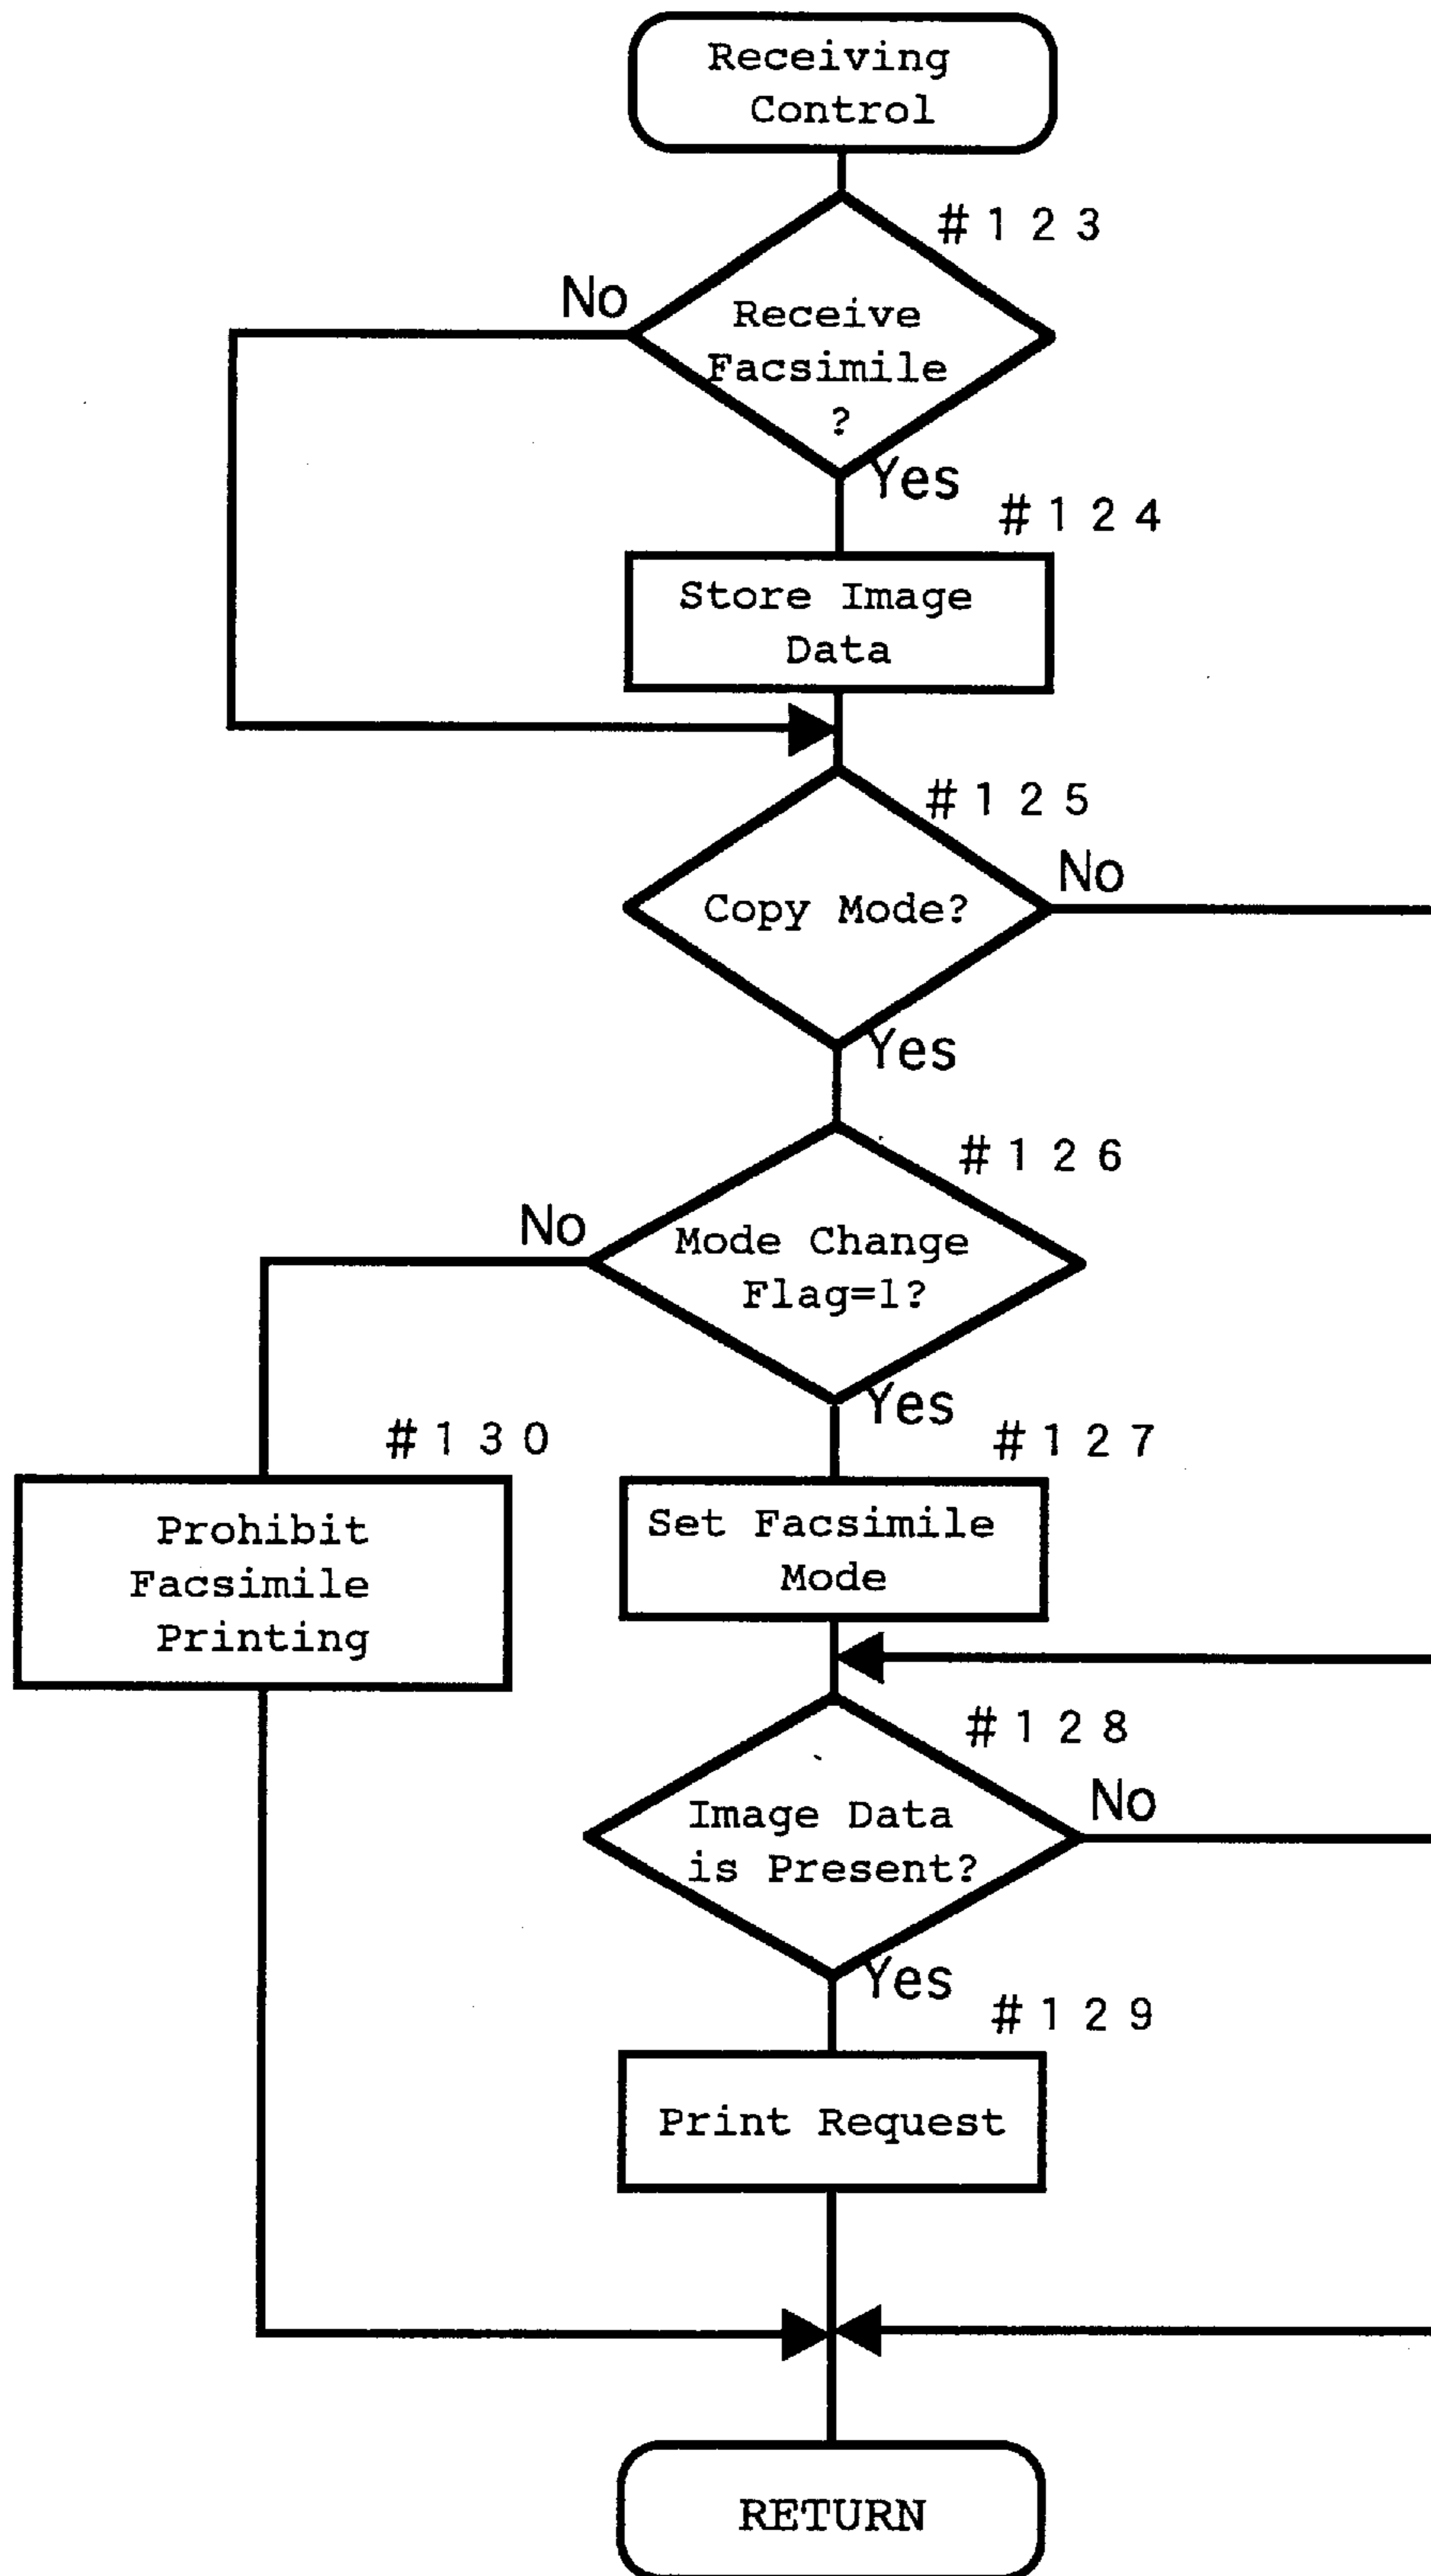 Receiving
Control
#123
No
Receive
Facsimile
?
Yes
#124
Store Image
Data
#125
No
Copy Mode?
Yes
#126
No
Mode Change
Flag=1?
Yes
#130
#127
Prohibit
Facsimile
Printing
Set Facsimile
Mode
#128
No
Image Data
is Present?
Yes
#129
Print Request
RETURN